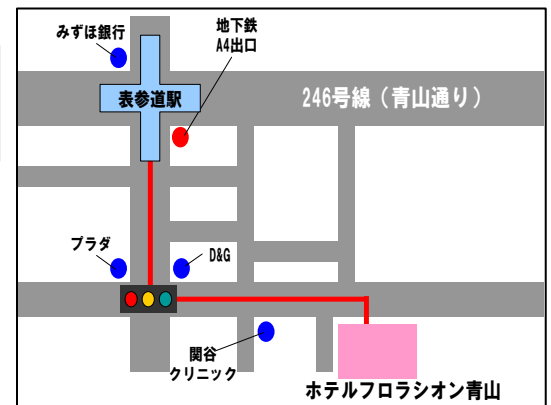 みずほ銀行
地下鉄
A4出口
表参道駅
246号線（青山通り）
プラダ
D&G
関谷
クリニック
ホテルフロラシオン青山